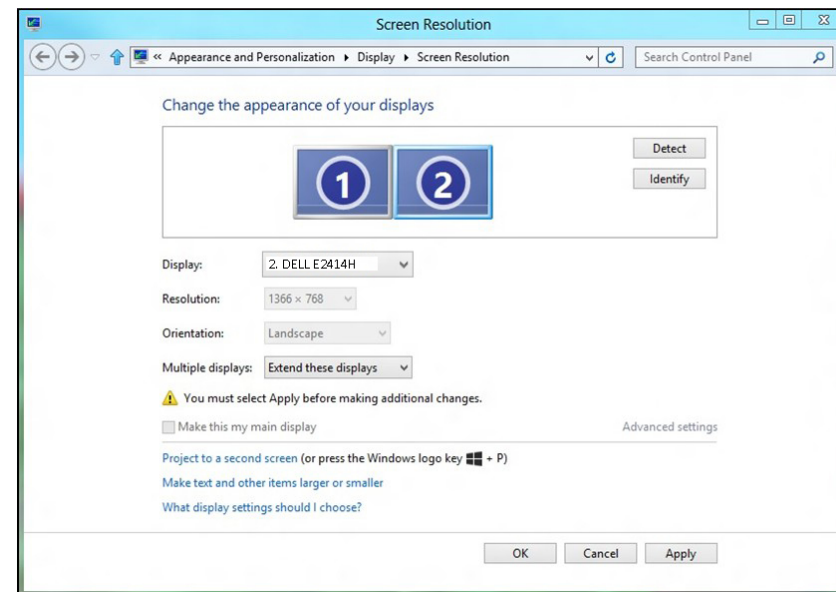 Screen Resolution
« Appearance and Personalization ▸ Display ▸ Screen Resolution
Search Control Panel
Change the appearance of your displays
1 2
Detect
Identify
Display: 2. DELL E2414H
Resolution: 1366 × 768
Orientation: Landscape
Multiple displays: Extend these displays
You must select Apply before making additional changes.
Make this my main display Advanced settings
Project to a second screen (or press the Windows logo key + P)
Make text and other items larger or smaller
What display settings should I choose?
OK Cancel Apply